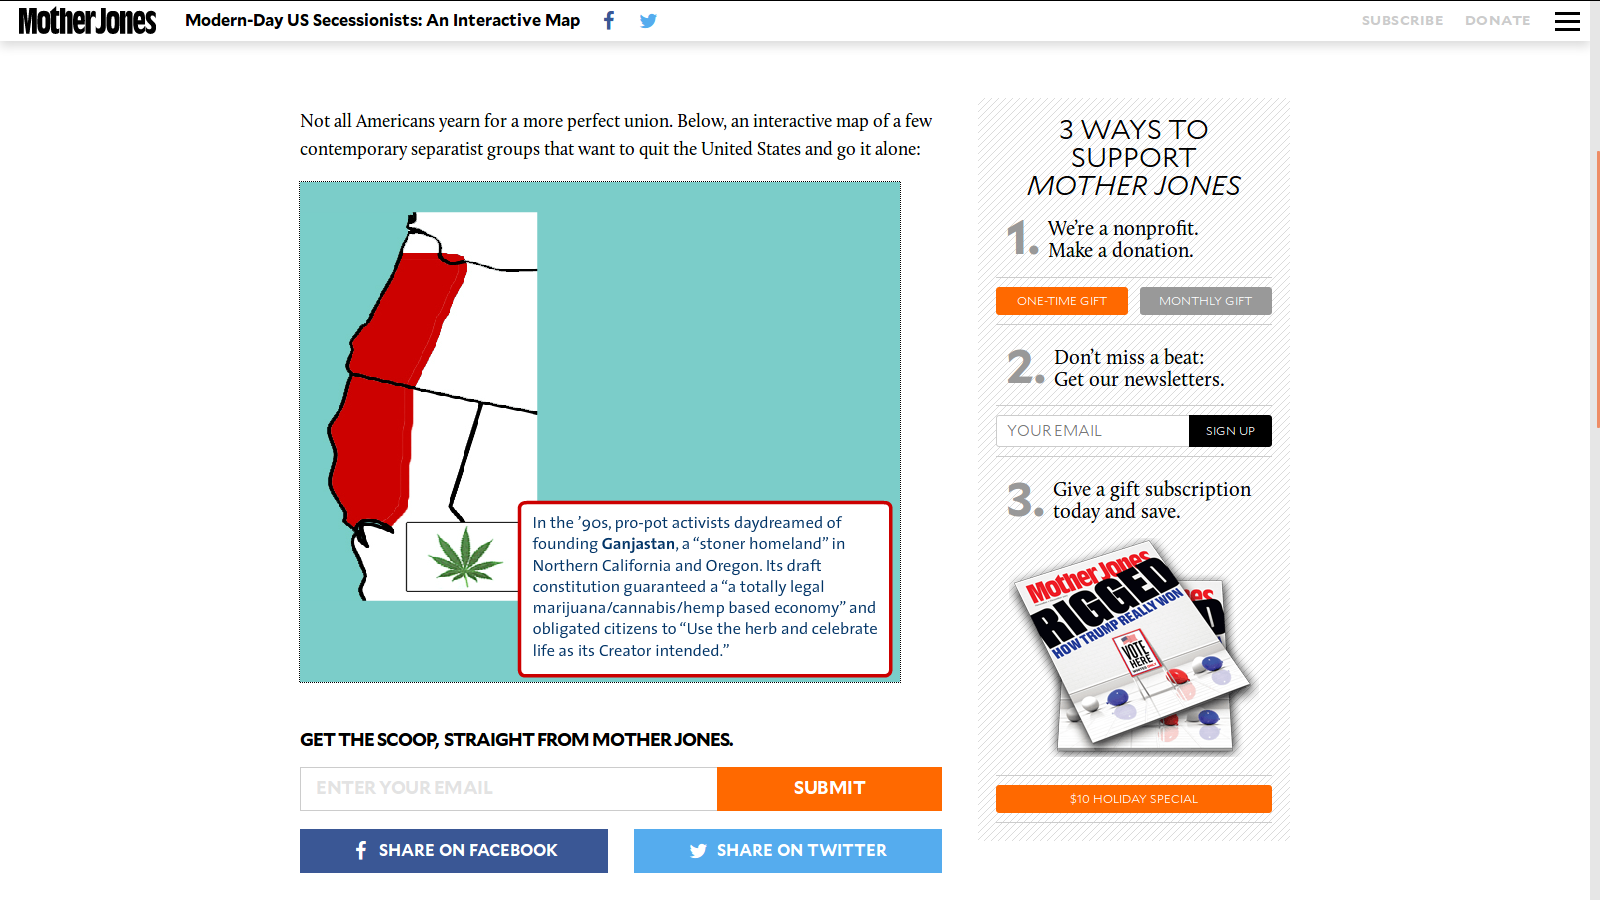 Mother Jones
Modern-Day US Secessionists: An Interactive Map
SUBSCRIBE
DONATE
Not all Americans yearn for a more perfect union. Below, an interactive map of a few
contemporary separatist groups that want to quit the United States and go it alone:
In the ’90s, pro-pot activists daydreamed of
founding Ganjastan, a “stoner homeland” in
Northern California and Oregon. Its draft
constitution guaranteed a “a totally legal
marijuana/cannabis/hemp based economy” and
obligated citizens to “Use the herb and celebrate
life as its Creator intended.”
GET THE SCOOP, STRAIGHT FROM MOTHER JONES.
ENTER YOUR EMAIL
SUBMIT
SHARE ON FACEBOOK
SHARE ON TWITTER
3 WAYS TO
SUPPORT
MOTHER JONES
1. We’re a nonprofit.
Make a donation.
ONE-TIME GIFT
MONTHLY GIFT
2. Don’t miss a beat:
Get our newsletters.
YOUR EMAIL
SIGN UP
3. Give a gift subscription
today and save.
Mother Jones
RIGGED
HOW TRUMP REALLY WON
VOTE
HERE
$10 HOLIDAY SPECIAL